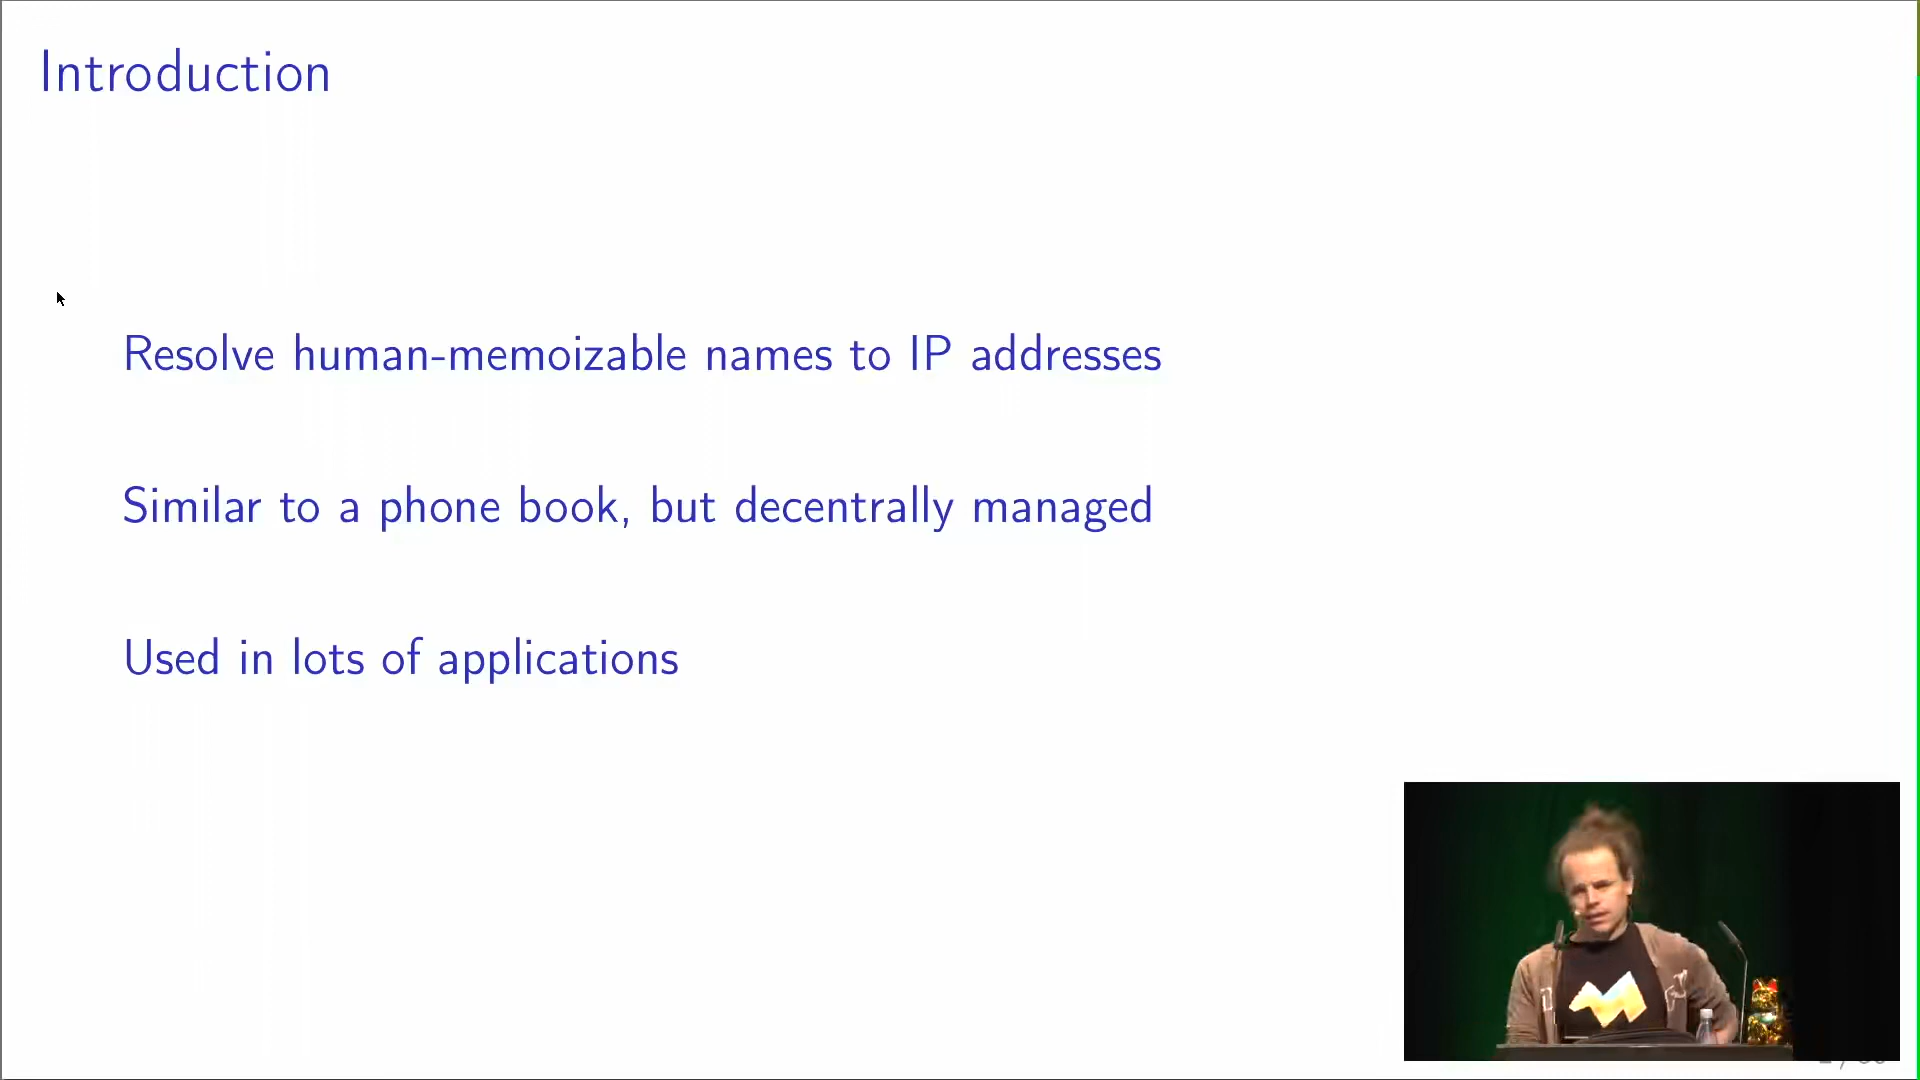 Introduction
Resolve human-memoizable names to IP addresses
Similar to a phone book, but decentrally managed
Used in lots of applications